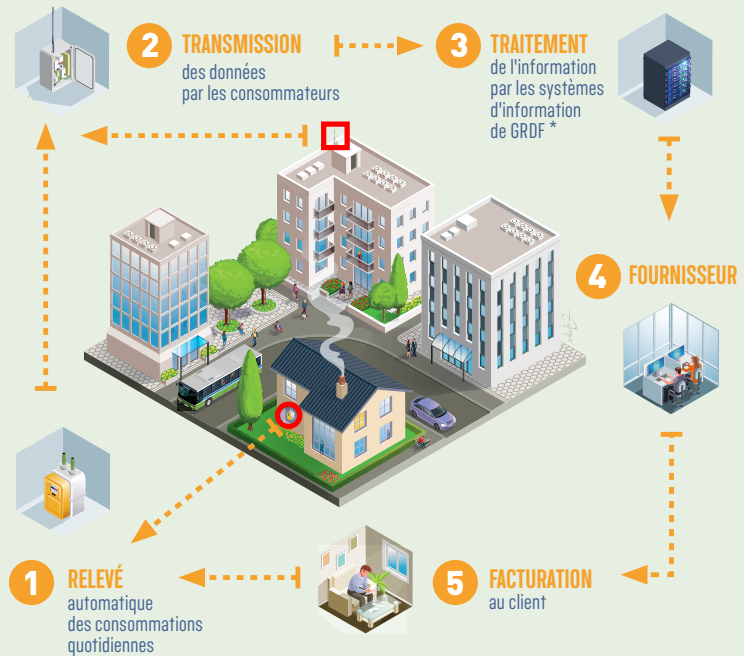 2 TRANSMISSION
des données
par les consommateurs
3 TRAITEMENT
de l'information
par les systèmes
d'information
de GRDF *
4 FOURNISSEUR
1 RELEVÉ
automatique
des consommations
quotidiennes
5 FACTURATION
au client